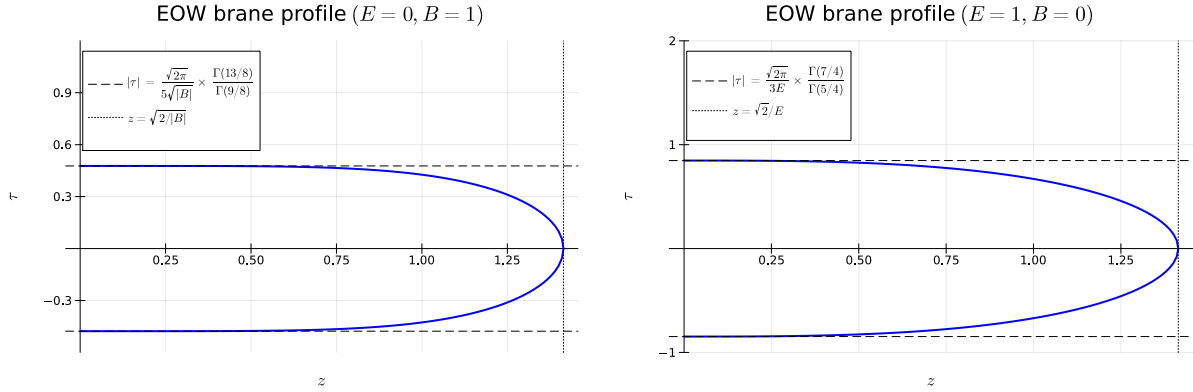 EOW brane profile (E = 0, B = 1)
|τ| = √2π / 5√|B| × Γ(13/8) / Γ(9/8)
z = √2/|B|
0.9
0.6
0.3
−0.3
0.25
0.50
0.75
1.00
1.25
τ
z
EOW brane profile (E = 1, B = 0)
|τ| = √2π / 3E × Γ(7/4) / Γ(5/4)
z = √2/E
2
1
−1
0.25
0.50
0.75
1.00
1.25
τ
z